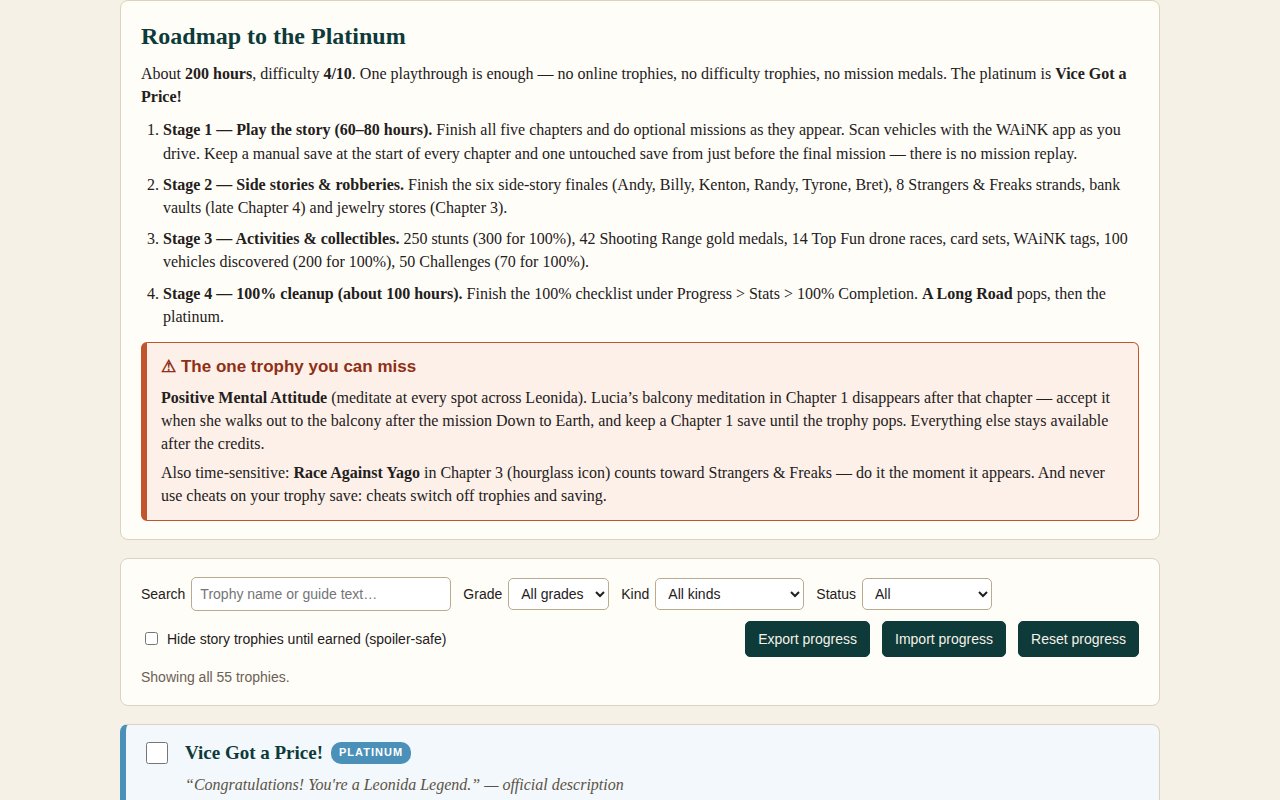 Roadmap to the Platinum
About 200 hours, difficulty 4/10. One playthrough is enough — no online trophies, no difficulty trophies, no mission medals. The platinum is Vice Got a
Price!
1. Stage 1 — Play the story (60–80 hours). Finish all five chapters and do optional missions as they appear. Scan vehicles with the WAiNK app as you
drive. Keep a manual save at the start of every chapter and one untouched save from just before the final mission — there is no mission replay.
2. Stage 2 — Side stories & robberies. Finish the six side-story finales (Andy, Billy, Kenton, Randy, Tyrone, Bret), 8 Strangers & Freaks strands, bank
vaults (late Chapter 4) and jewelry stores (Chapter 3).
3. Stage 3 — Activities & collectibles. 250 stunts (300 for 100%), 42 Shooting Range gold medals, 14 Top Fun drone races, card sets, WAiNK tags, 100
vehicles discovered (200 for 100%), 50 Challenges (70 for 100%).
4. Stage 4 — 100% cleanup (about 100 hours). Finish the 100% checklist under Progress > Stats > 100% Completion. A Long Road pops, then the
platinum.
⚠ The one trophy you can miss
Positive Mental Attitude (meditate at every spot across Leonida). Lucia’s balcony meditation in Chapter 1 disappears after that chapter — accept it
when she walks out to the balcony after the mission Down to Earth, and keep a Chapter 1 save until the trophy pops. Everything else stays available
after the credits.
Also time-sensitive: Race Against Yago in Chapter 3 (hourglass icon) counts toward Strangers & Freaks — do it the moment it appears. And never
use cheats on your trophy save: cheats switch off trophies and saving.
Search Trophy name or guide text… Grade All grades Kind All kinds Status All
Hide story trophies until earned (spoiler-safe) Export progress Import progress Reset progress
Showing all 55 trophies.
Vice Got a Price! PLATINUM
“Congratulations! You're a Leonida Legend.” — official description